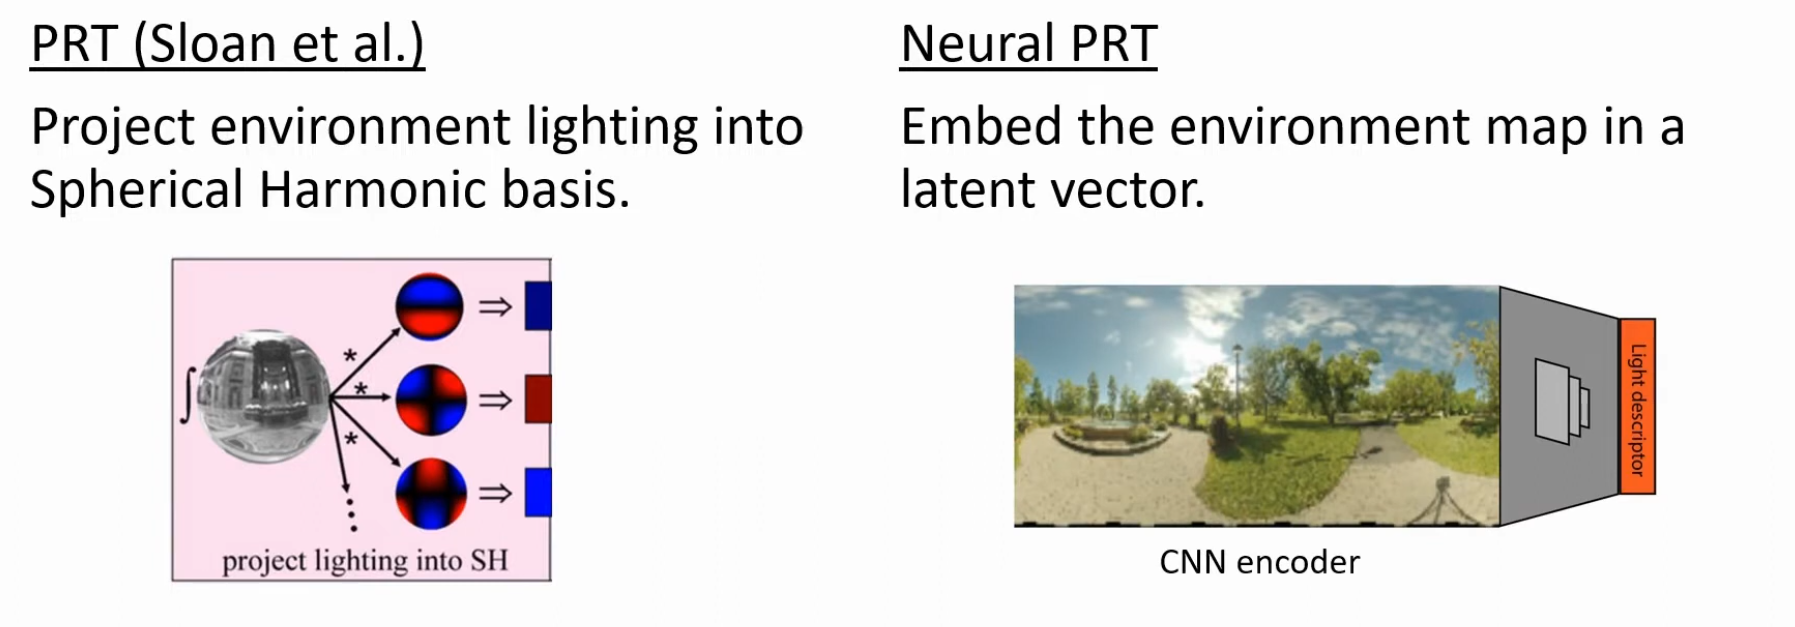 PRT (Sloan et al.)
Project environment lighting into
Spherical Harmonic basis.
∫
*
*
*
⇒
⇒
⇒
project lighting into SH
Neural PRT
Embed the environment map in a
latent vector.
Light descriptor
CNN encoder